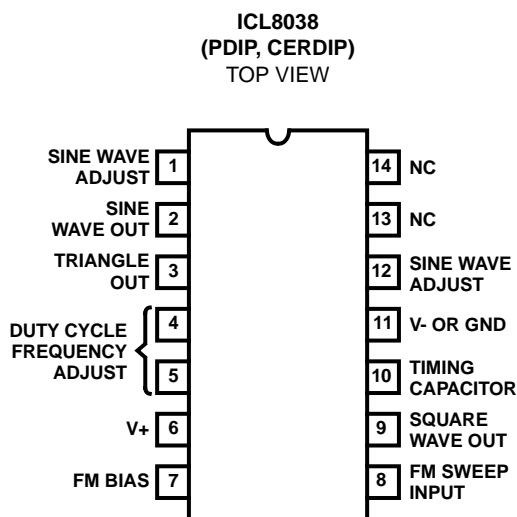 ICL8038
(PDIP, CERDIP)
TOP VIEW
SINE WAVE
ADJUST
1
SINE
WAVE OUT
2
TRIANGLE
OUT
3
DUTY CYCLE
FREQUENCY
ADJUST
4
5
V+
6
FM BIAS
7
14 NC
13 NC
12
SINE WAVE
ADJUST
11 V- OR GND
10
TIMING
CAPACITOR
9
SQUARE
WAVE OUT
8
FM SWEEP
INPUT